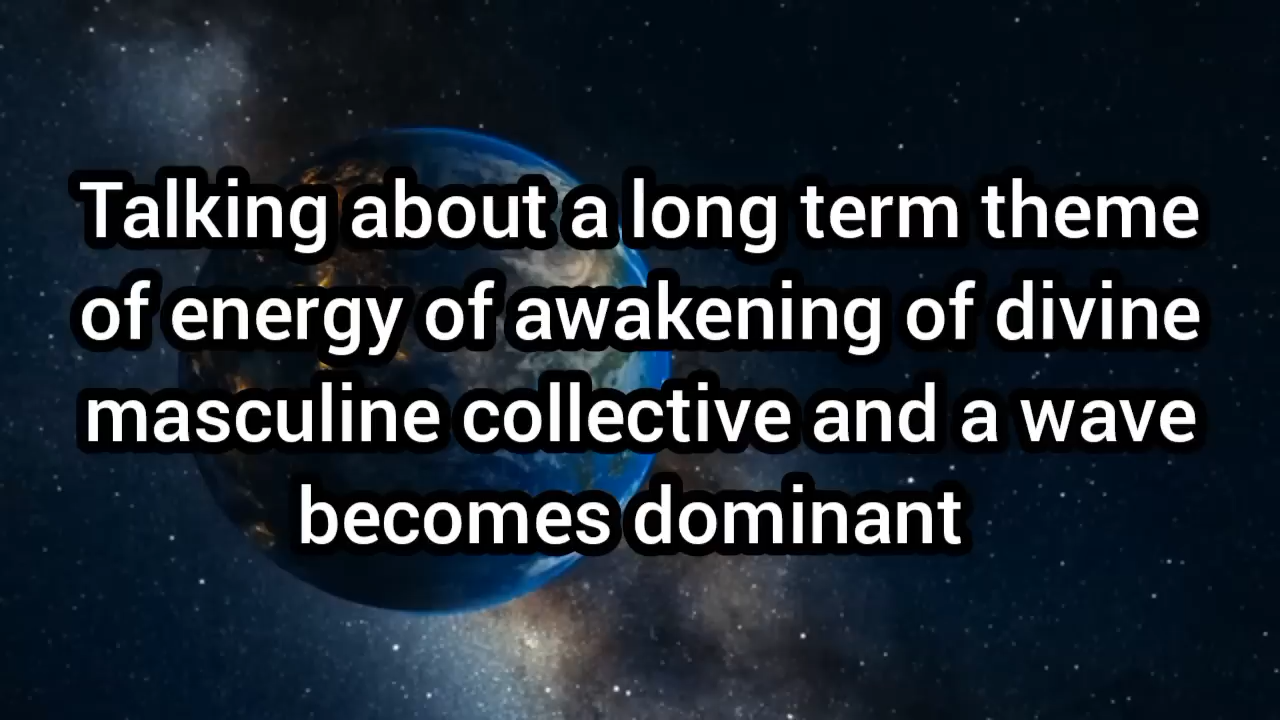 Talking about a long term theme
of energy of awakening of divine
masculine collective and a wave
becomes dominant